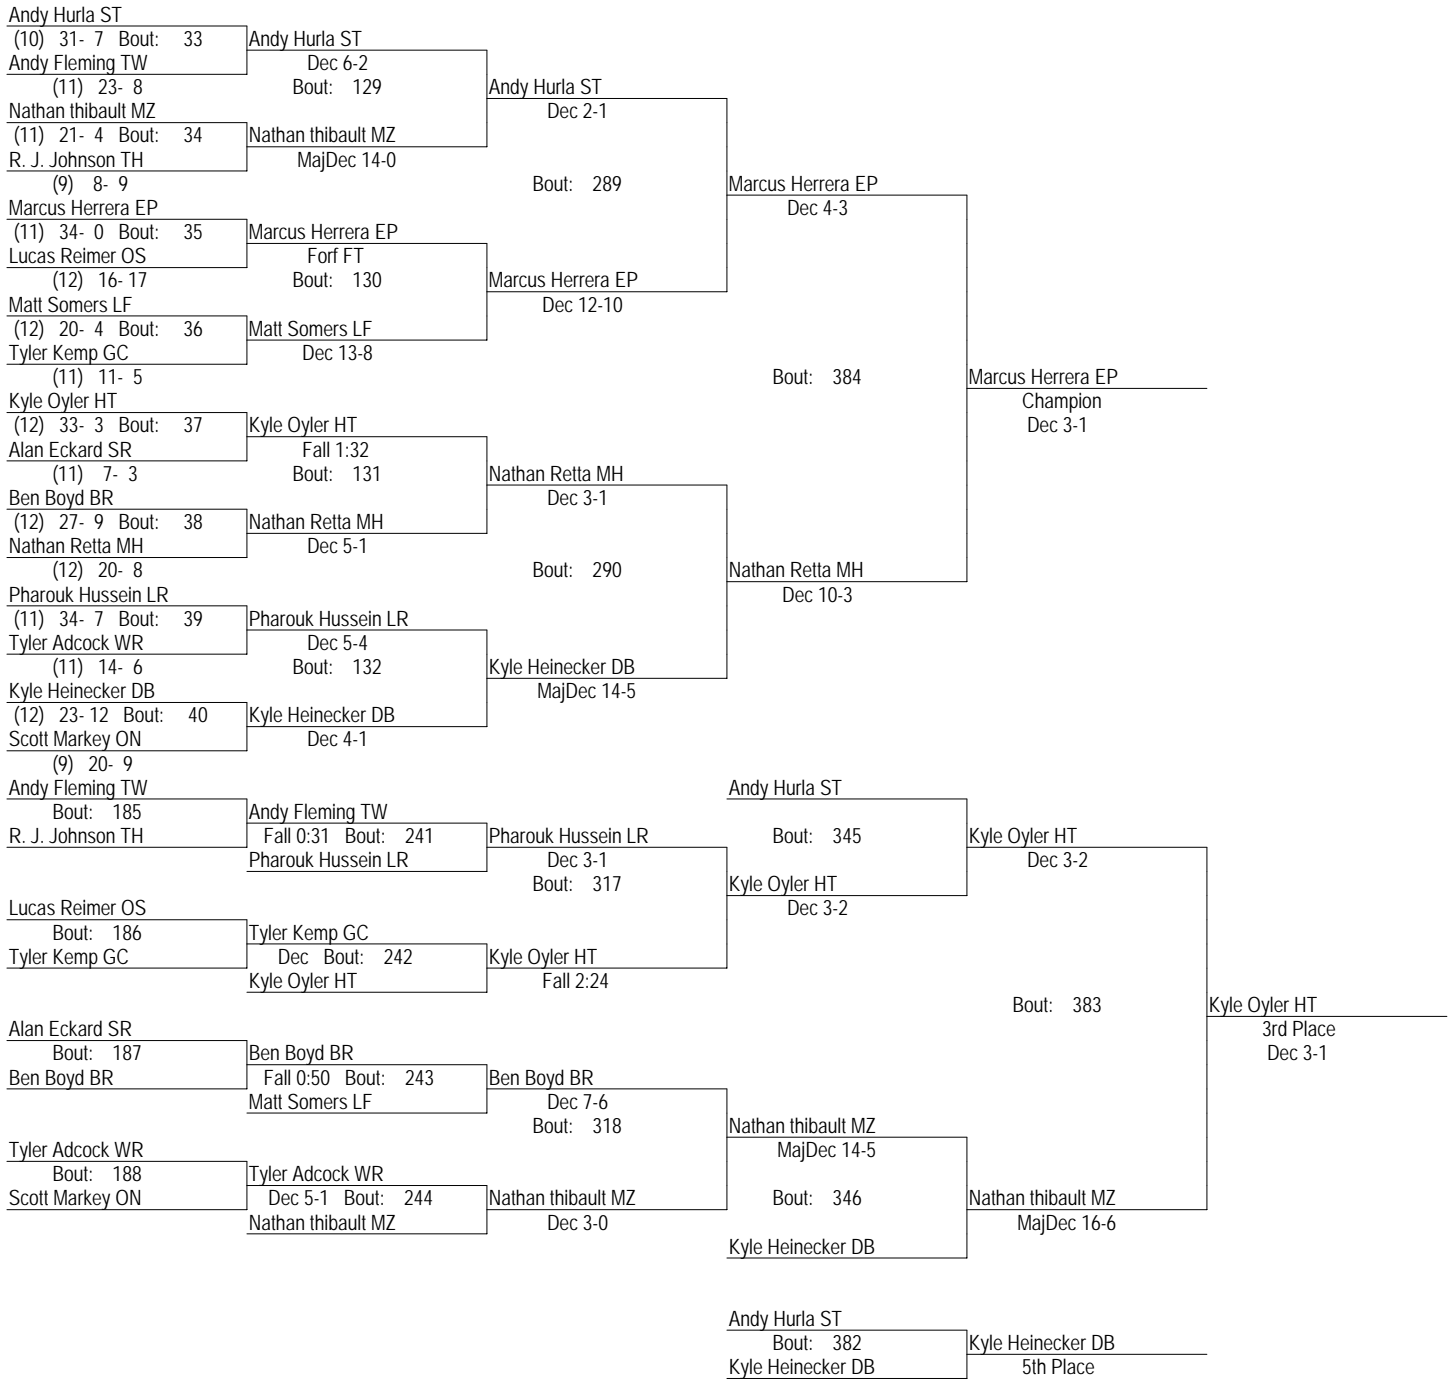 Andy Hurla ST
(10) 31- 7 Bout: 33 Andy Hurla ST
Andy Fleming TW Dec 6-2
(11) 23- 8 Bout: 129 Andy Hurla ST
Nathan thibault MZ Dec 2-1
(11) 21- 4 Bout: 34 Nathan thibault MZ
R. J. Johnson TH MajDec 14-0
(9) 8- 9 Bout: 289 Marcus Herrera EP
Marcus Herrera EP Dec 4-3
(11) 34- 0 Bout: 35 Marcus Herrera EP
Lucas Reimer OS Forf FT
(12) 16- 17 Bout: 130 Marcus Herrera EP
Matt Somers LF Dec 12-10
(12) 20- 4 Bout: 36 Matt Somers LF
Tyler Kemp GC Dec 13-8
(11) 11- 5 Bout: 384 Marcus Herrera EP
Kyle Oyler HT Champion
(12) 33- 3 Bout: 37 Kyle Oyler HT Dec 3-1
Alan Eckard SR Fall 1:32
(11) 7- 3 Bout: 131 Nathan Retta MH
Ben Boyd BR Dec 3-1
(12) 27- 9 Bout: 38 Nathan Retta MH
Nathan Retta MH Dec 5-1
(12) 20- 8 Bout: 290 Nathan Retta MH
Pharouk Hussein LR Dec 10-3
(11) 34- 7 Bout: 39 Pharouk Hussein LR
Tyler Adcock WR Dec 5-4
(11) 14- 6 Bout: 132 Kyle Heinecker DB
Kyle Heinecker DB MajDec 14-5
(12) 23- 12 Bout: 40 Kyle Heinecker DB
Scott Markey ON Dec 4-1
(9) 20- 9
Andy Fleming TW Andy Hurla ST
Bout: 185 Andy Fleming TW
R. J. Johnson TH Fall 0:31 Bout: 241 Pharouk Hussein LR Bout: 345 Kyle Oyler HT
Pharouk Hussein LR Dec 3-1 Dec 3-2
Bout: 317 Kyle Oyler HT
Lucas Reimer OS Dec 3-2
Bout: 186 Tyler Kemp GC
Tyler Kemp GC Dec Bout: 242 Kyle Oyler HT
Kyle Oyler HT Fall 2:24
Bout: 383 Kyle Oyler HT
Alan Eckard SR 3rd Place
Bout: 187 Ben Boyd BR Dec 3-1
Ben Boyd BR Fall 0:50 Bout: 243 Ben Boyd BR
Matt Somers LF Dec 7-6
Bout: 318 Nathan thibault MZ
Tyler Adcock WR MajDec 14-5
Bout: 188 Tyler Adcock WR
Scott Markey ON Dec 5-1 Bout: 244 Nathan thibault MZ Bout: 346 Nathan thibault MZ
Nathan thibault MZ Dec 3-0 MajDec 16-6
Kyle Heinecker DB
Andy Hurla ST
Bout: 382 Kyle Heinecker DB
Kyle Heinecker DB 5th Place